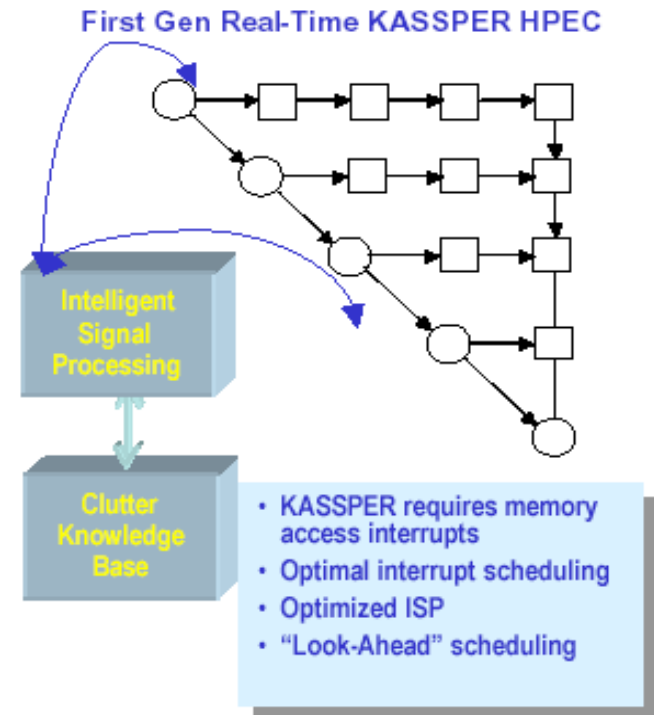 First Gen Real-Time KASSPER HPEC
Intelligent
Signal
Processing
Clutter
Knowledge
Base
• KASSPER requires memory
access interrupts
• Optimal interrupt scheduling
• Optimized ISP
• “Look-Ahead” scheduling